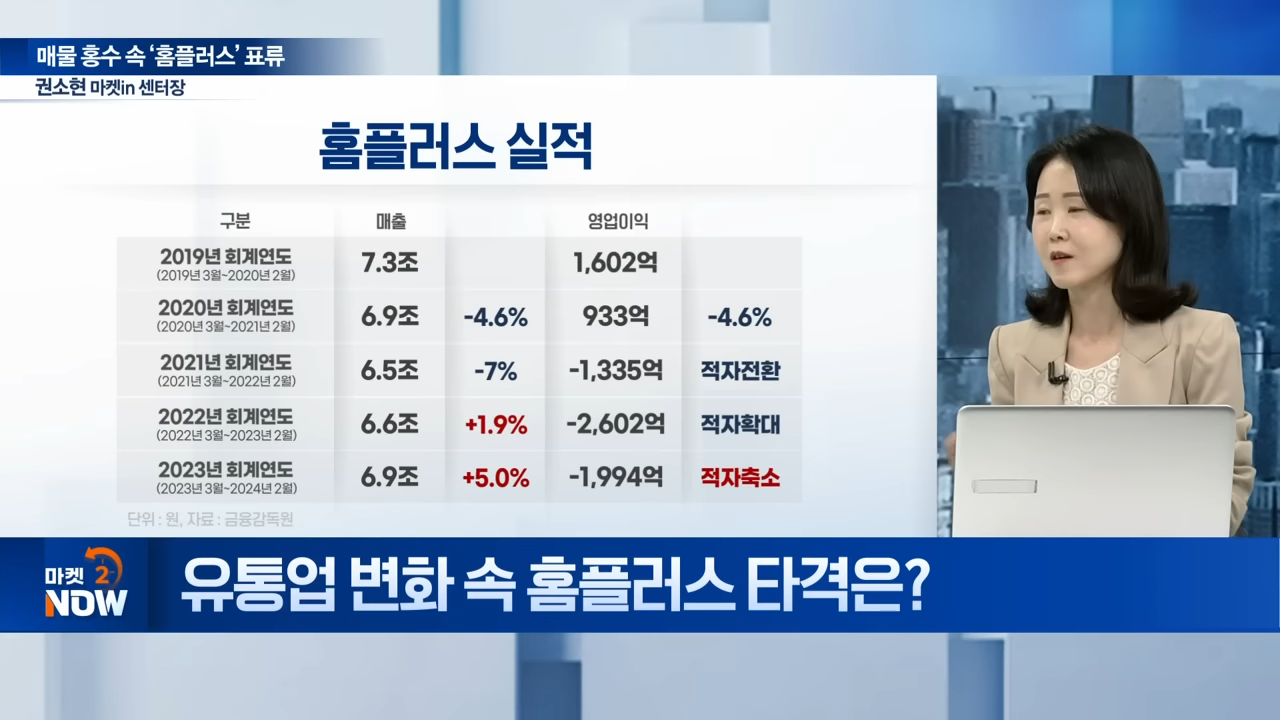 매물 홍수 속 ‘홈플러스’ 표류
권소현 마켓in 센터장
홈플러스 실적
구분 매출 영업이익
2019년 회계연도 7.3조 1,602억
(2019년 3월~2020년 2월)
2020년 회계연도 6.9조 -4.6% 933억 -4.6%
(2020년 3월~2021년 2월)
2021년 회계연도 6.5조 -7% -1,335억 적자전환
(2021년 3월~2022년 2월)
2022년 회계연도 6.6조 +1.9% -2,602억 적자확대
(2022년 3월~2023년 2월)
2023년 회계연도 6.9조 +5.0% -1,994억 적자축소
(2023년 3월~2024년 2월)
단위 : 원, 자료 : 금융감독원
마켓 2
NOW
유통업 변화 속 홈플러스 타격은?